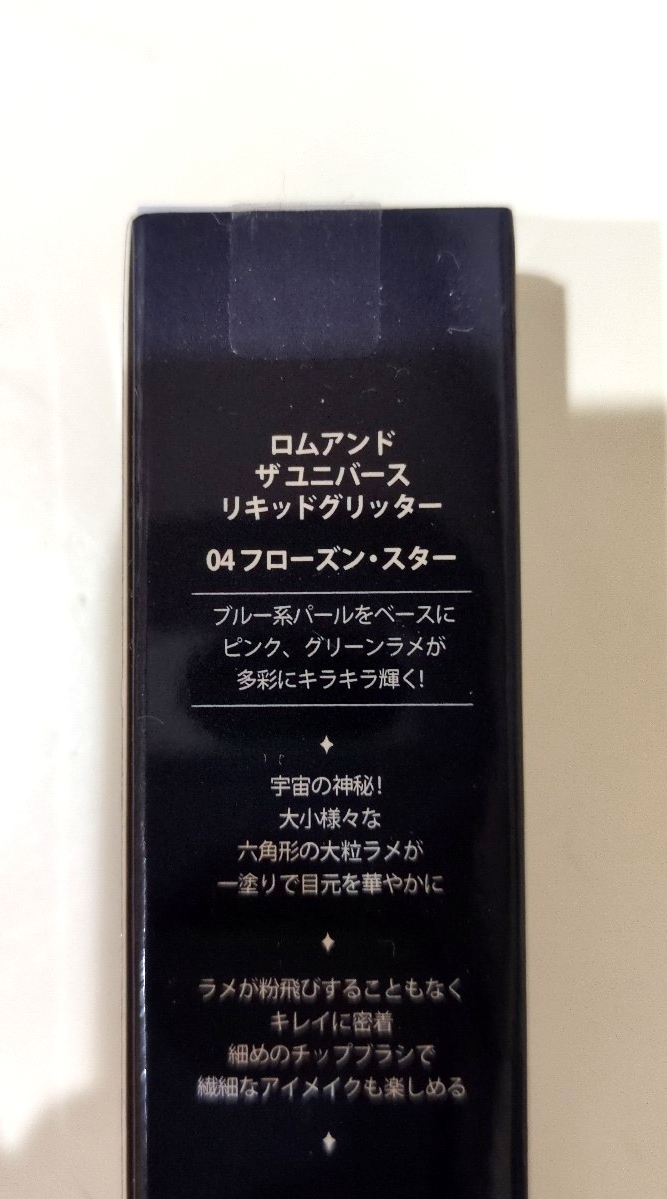 ロムアンド
ザ ユニバース
リキッドグリッター
04 フローズン・スター
ブルー系パールをベースに
ピンク、グリーンラメが
多彩にキラキラ輝く!
宇宙の神秘!
大小様々な
六角形の大粒ラメが
一塗りで目元を華やかに
ラメが粉飛びすることもなく
キレイに密着
細めのチップブラシで
繊細なアイメイクも楽しめる